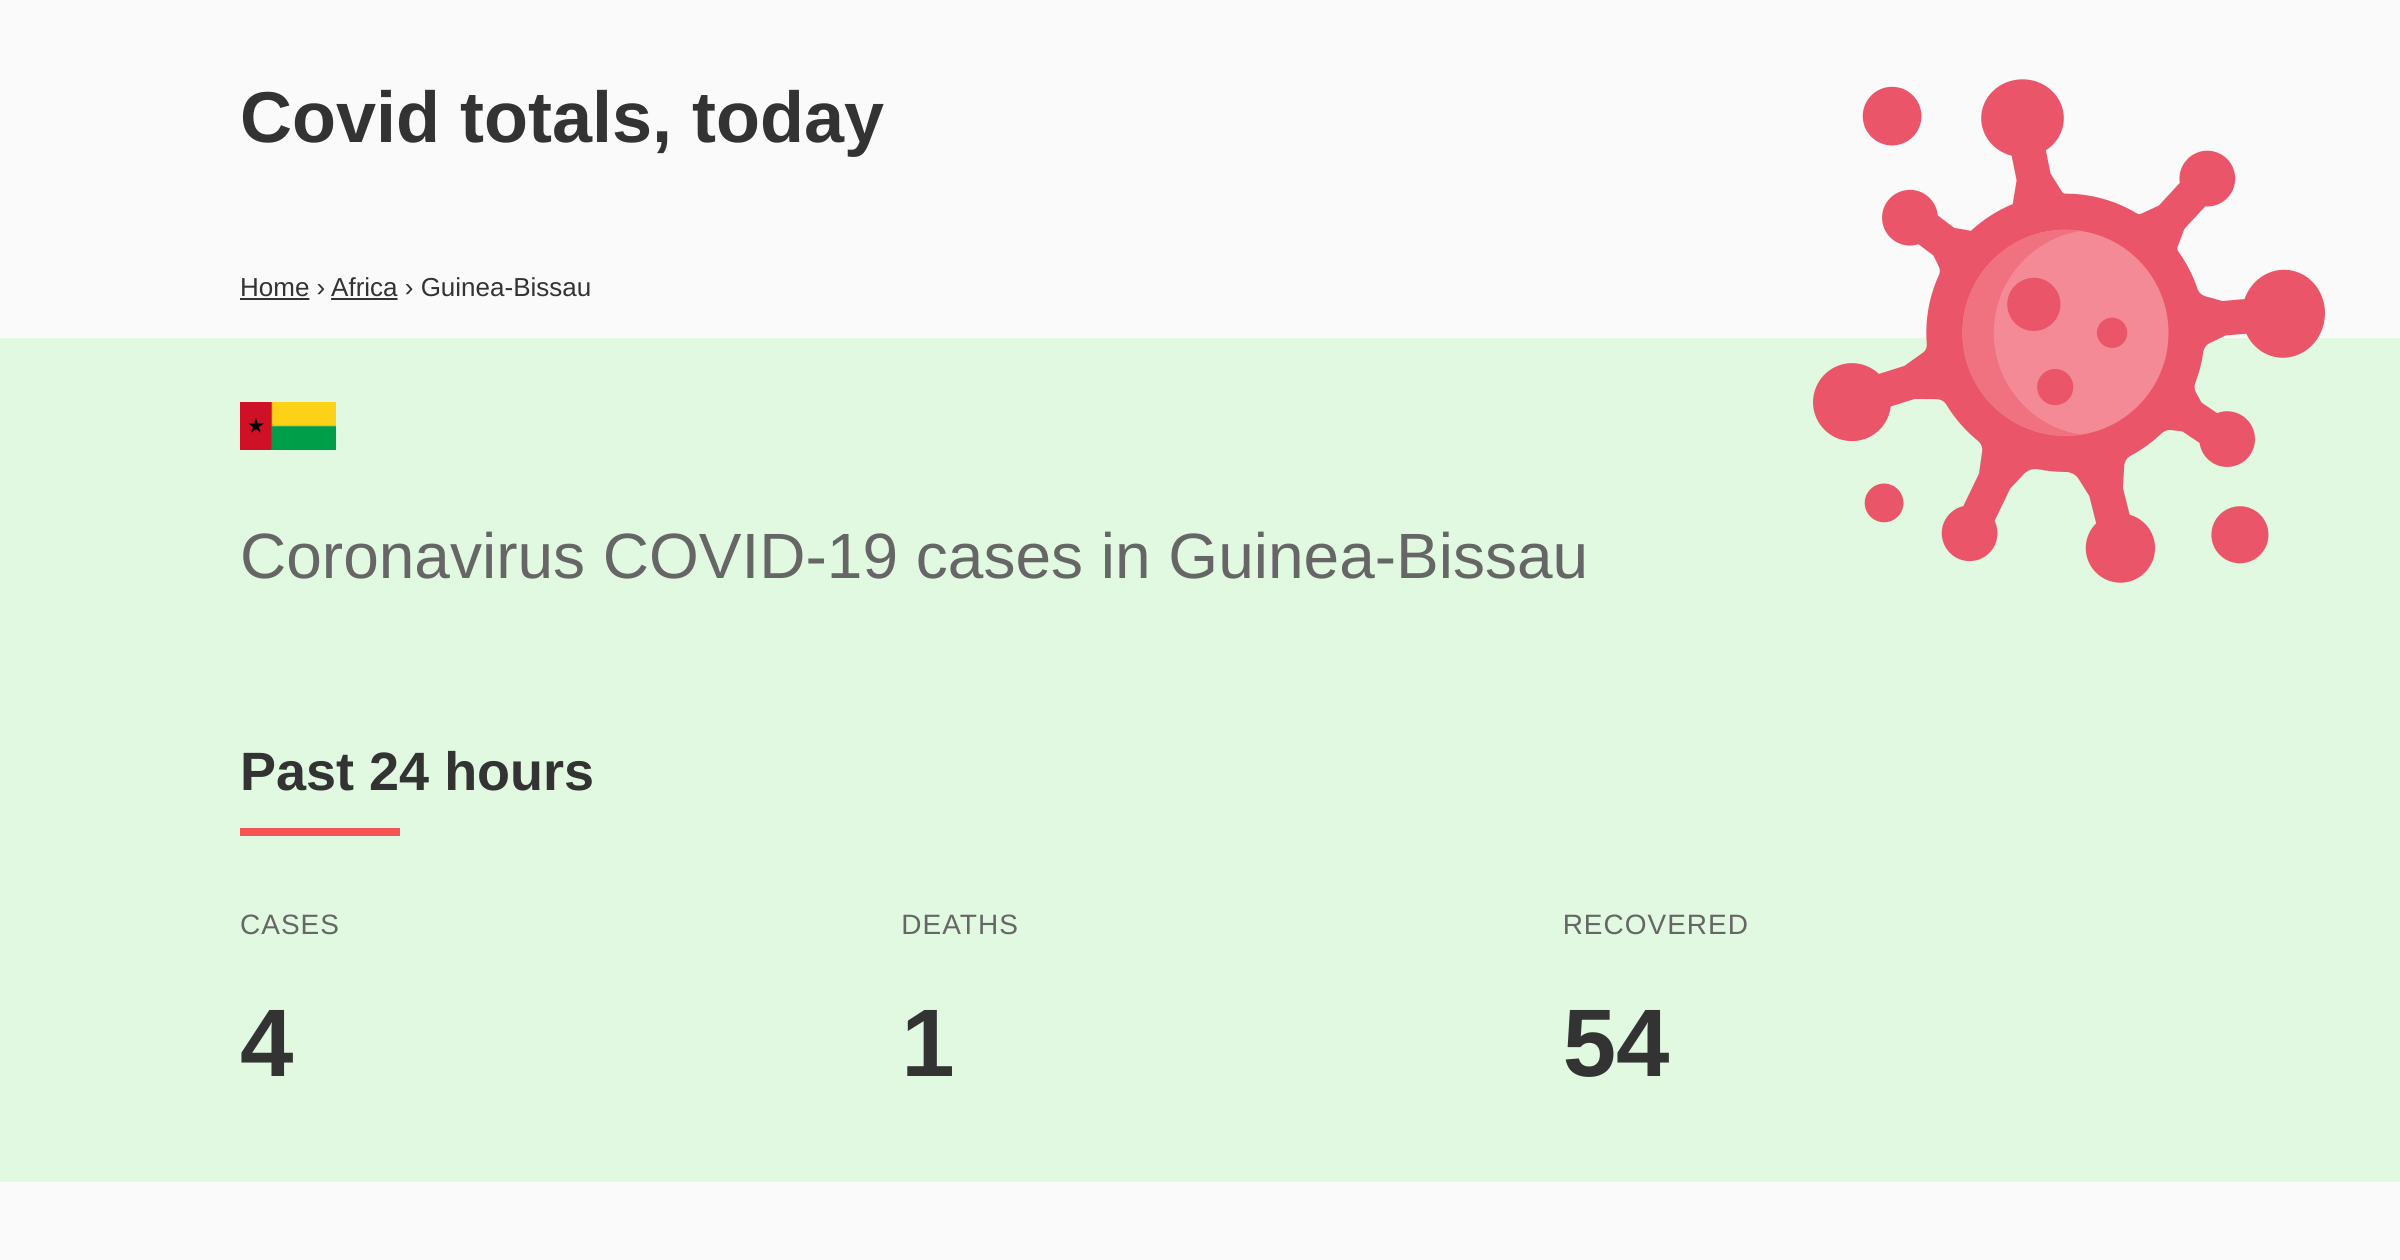 Covid totals, today
Home › Africa › Guinea-Bissau
Coronavirus COVID-19 cases in Guinea-Bissau
Past 24 hours
CASES DEATHS RECOVERED
4 1 54